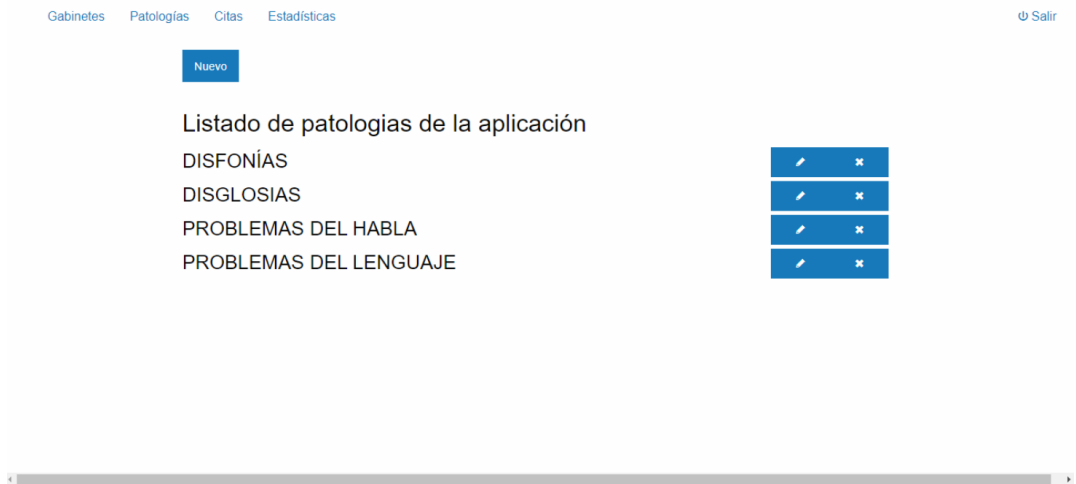 Gabinetes Patologías Citas Estadísticas Salir
Nuevo
Listado de patologias de la aplicación
DISFONÍAS
DISGLOSIAS
PROBLEMAS DEL HABLA
PROBLEMAS DEL LENGUAJE